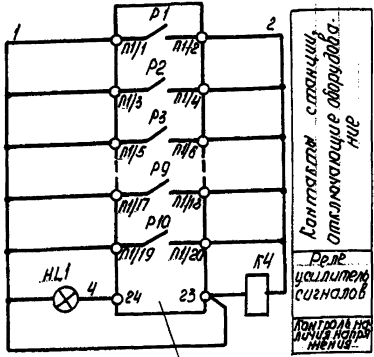 1
2
P1
П1/1
П1/2
P2
П1/3
П1/4
P3
П1/5
П1/6
P9
П1/17
П1/18
P10
П1/19
П1/20
HL1
4
24
23
K4
Контакты станции,
отключающие оборудова-
ние
Реле
усилитель
сигналов
Контроль на-
личия напря-
жения